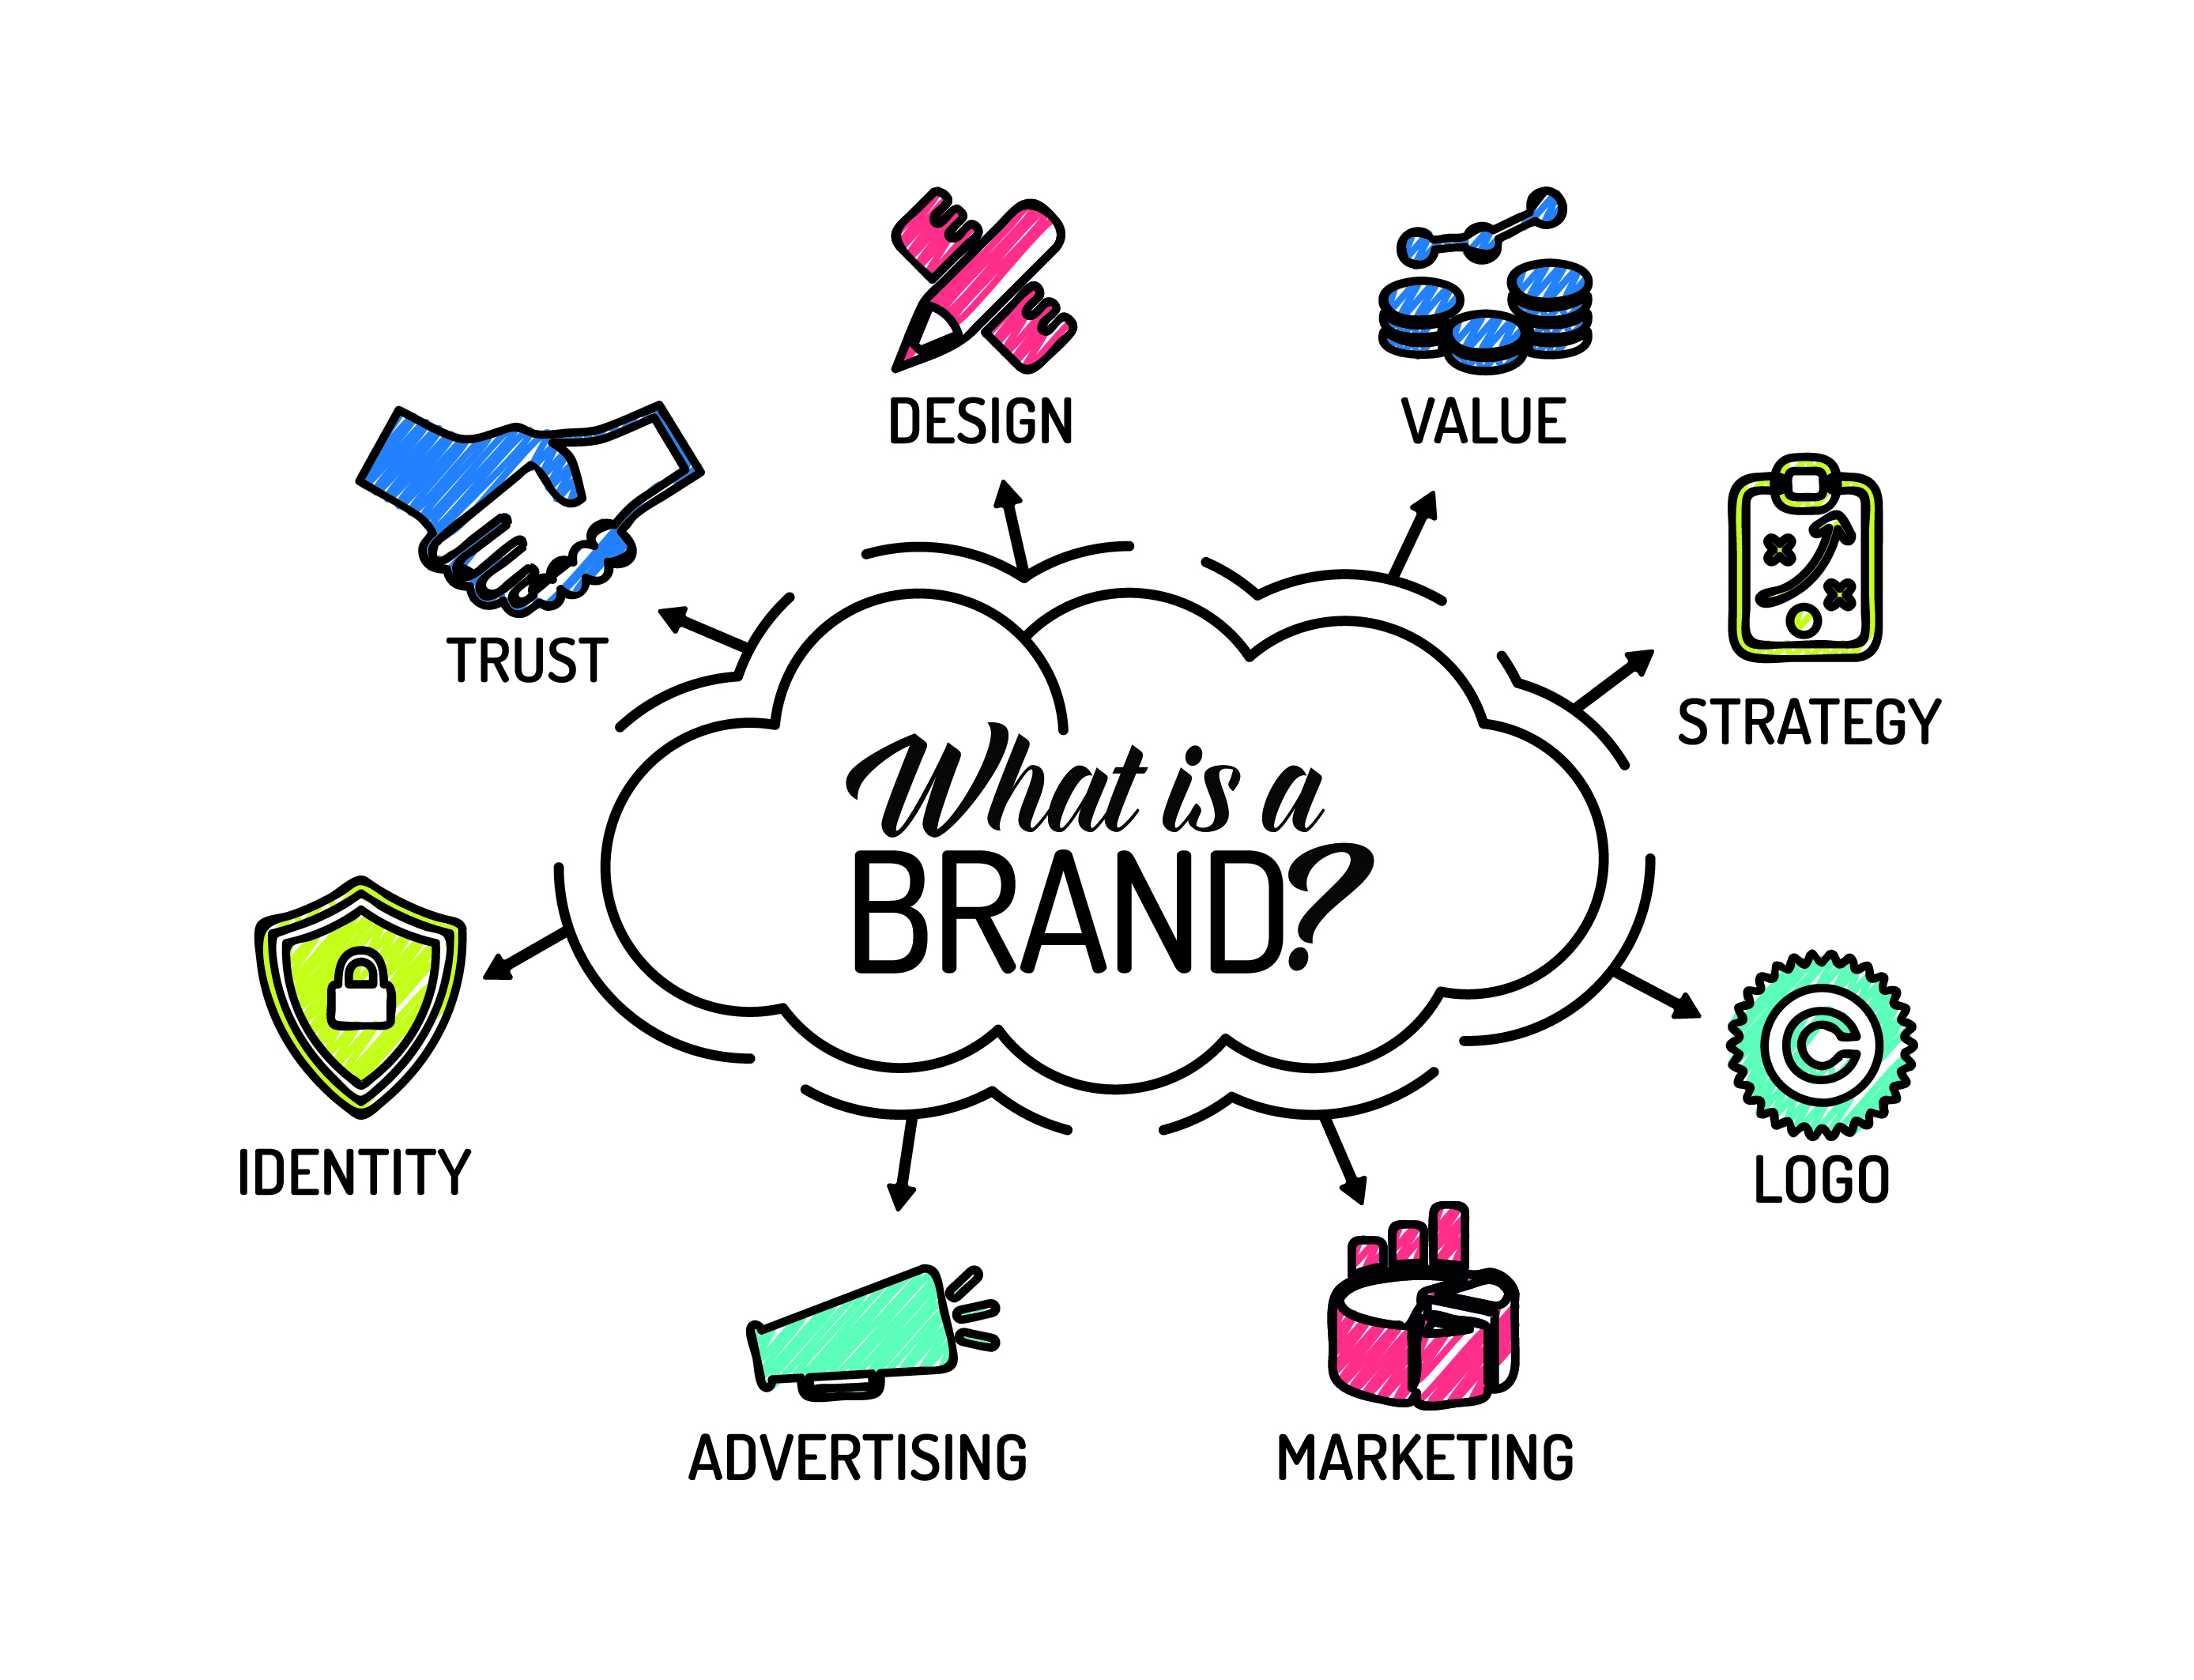 DESIGN
VALUE
TRUST
STRATEGY
What is a
BRAND?
IDENTITY
C
LOGO
ADVERTISING
MARKETING